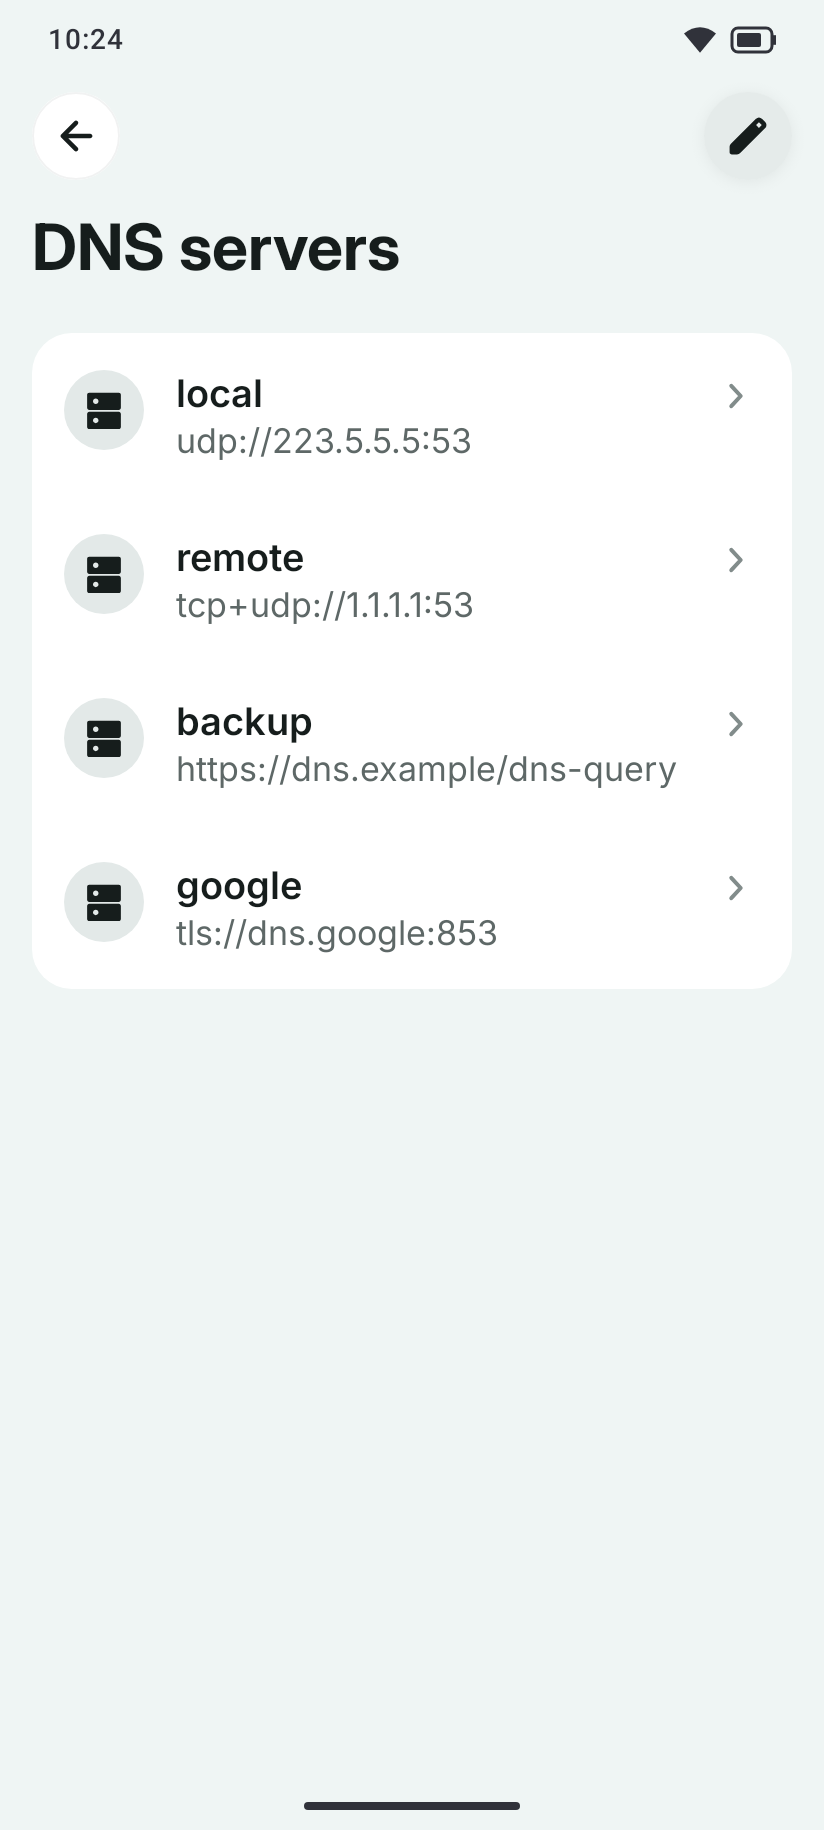 10:24
DNS servers
local
udp://223.5.5.5:53
remote
tcp+udp://1.1.1.1:53
backup
https://dns.example/dns-query
google
tls://dns.google:853